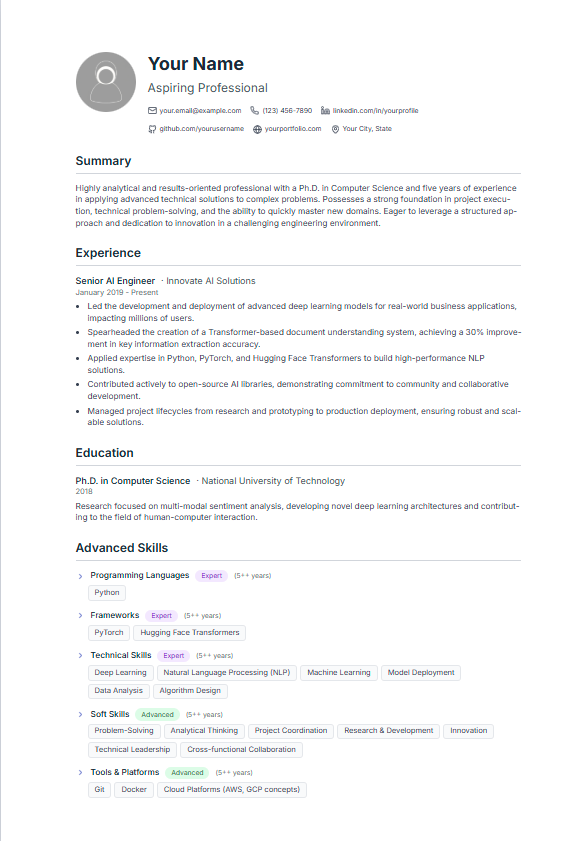 Your Name
Aspiring Professional
your.email@example.com (123) 456-7890 linkedin.com/in/yourprofile
github.com/yourusername yourportfolio.com Your City, State
Summary
Highly analytical and results-oriented professional with a Ph.D. in Computer Science and five years of experience
in applying advanced technical solutions to complex problems. Possesses a strong foundation in project execu-
tion, technical problem-solving, and the ability to quickly master new domains. Eager to leverage a structured ap-
proach and dedication to innovation in a challenging engineering environment.
Experience
Senior AI Engineer · Innovate AI Solutions
January 2019 - Present
• Led the development and deployment of advanced deep learning models for real-world business applications,
impacting millions of users.
• Spearheaded the creation of a Transformer-based document understanding system, achieving a 30% improve-
ment in key information extraction accuracy.
• Applied expertise in Python, PyTorch, and Hugging Face Transformers to build high-performance NLP
solutions.
• Contributed actively to open-source AI libraries, demonstrating commitment to community and collaborative
development.
• Managed project lifecycles from research and prototyping to production deployment, ensuring robust and scal-
able solutions.
Education
Ph.D. in Computer Science · National University of Technology
2018
Research focused on multi-modal sentiment analysis, developing novel deep learning architectures and contribut-
ing to the field of human-computer interaction.
Advanced Skills
Programming Languages Expert (5++ years)
Python
Frameworks Expert (5++ years)
PyTorch Hugging Face Transformers
Technical Skills Expert (5++ years)
Deep Learning Natural Language Processing (NLP) Machine Learning Model Deployment
Data Analysis Algorithm Design
Soft Skills Advanced (5++ years)
Problem-Solving Analytical Thinking Project Coordination Research & Development Innovation
Technical Leadership Cross-functional Collaboration
Tools & Platforms Advanced (5++ years)
Git Docker Cloud Platforms (AWS, GCP concepts)